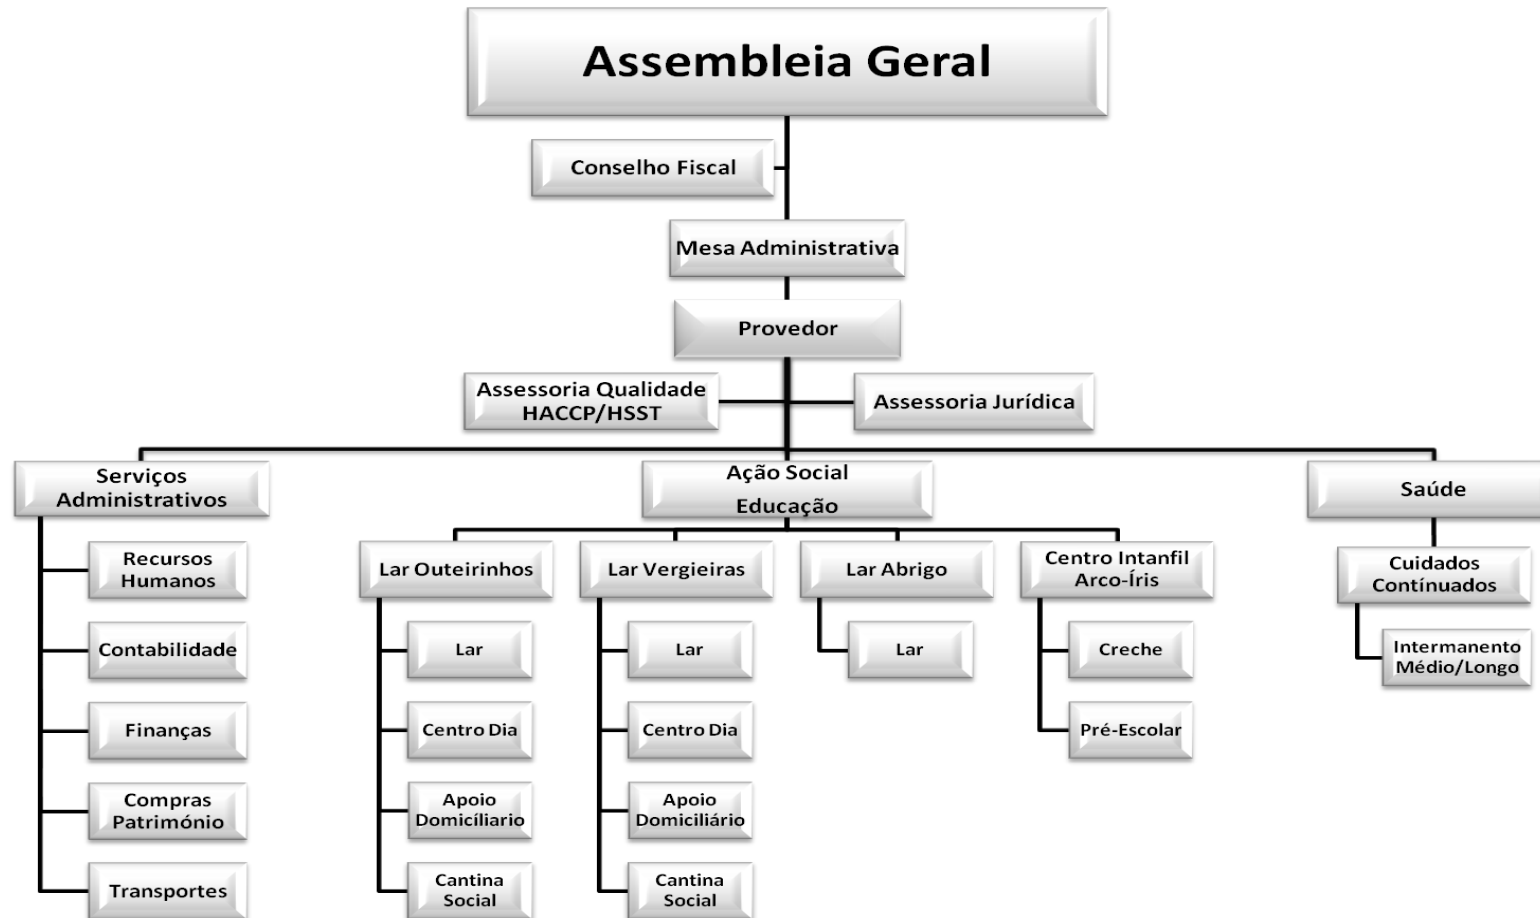 Assembleia Geral
Conselho Fiscal
Mesa Administrativa
Provedor
Assessoria Qualidade
HACCP/HSST
Assessoria Jurídica
Serviços
Administrativos
Ação Social
Educação
Saúde
Recursos
Humanos
Contabilidade
Finanças
Compras
Património
Transportes
Lar Outeirinhos
Lar
Centro Dia
Apoio
Domicíliario
Cantina
Social
Lar Vergieiras
Lar
Centro Dia
Apoio
Domiciliário
Cantina
Social
Lar Abrigo
Lar
Centro Intanfil
Arco-Íris
Creche
Pré-Escolar
Cuidados
Contínuados
Intermanento
Médio/Longo